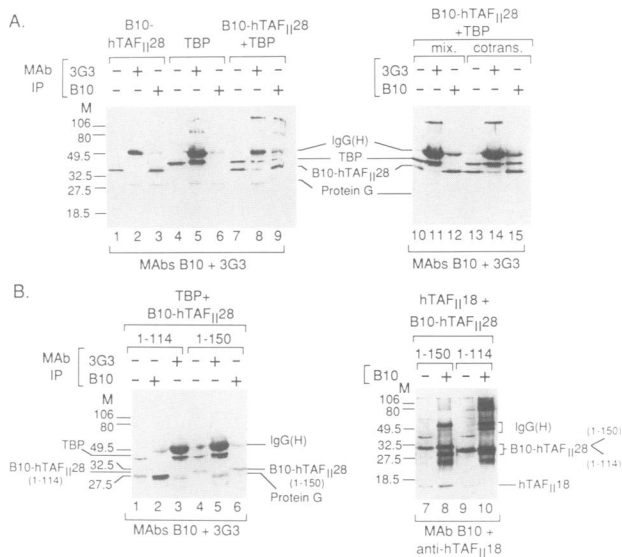 A.
B10-
hTAFII28 TBP B10-hTAFII28
+TBP
MAb 3G3 - + - - + - - + -
IP B10 - - + - - + - - +
M
106
80
49.5
32.5
27.5
18.5
1 2 3 4 5 6 7 8 9
MAbs B10 + 3G3
IgG(H)
TBP
B10-hTAFII28
Protein G
B10-hTAFII28
+TBP
mix. cotrans.
3G3 - + - - + -
B10 - - + - - +
10 11 12 13 14 15
MAbs B10 + 3G3
B.
TBP+
B10-hTAFII28
1-114 1-150
MAb 3G3 - - + - + -
IP B10 - + - - - +
M
106
80
TBP 49.5
B10-hTAFII28 32.5
(1-114) 27.5
1 2 3 4 5 6
MAbs B10 + 3G3
IgG(H)
B10-hTAFII28
(1-150)
Protein G
hTAFII18 +
B10-hTAFII28
1-150 1-114
B10 - + - +
M
106
80
49.5
32.5
27.5
18.5
IgG(H)
(1-150)
B10-hTAFII28
(1-114)
hTAFII18
7 8 9 10
MAb B10 +
anti-hTAFII18